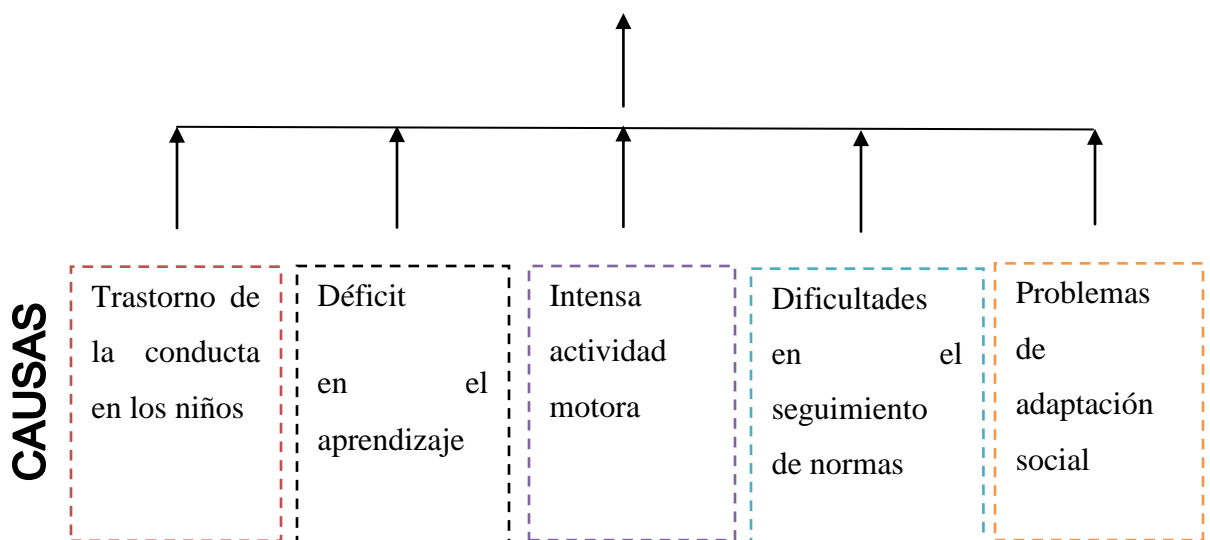 CAUSAS
Trastorno de
la conducta
en los niños
Déficit
en el
aprendizaje
Intensa
actividad
motora
Dificultades
en el
seguimiento
de normas
Problemas
de
adaptación
social